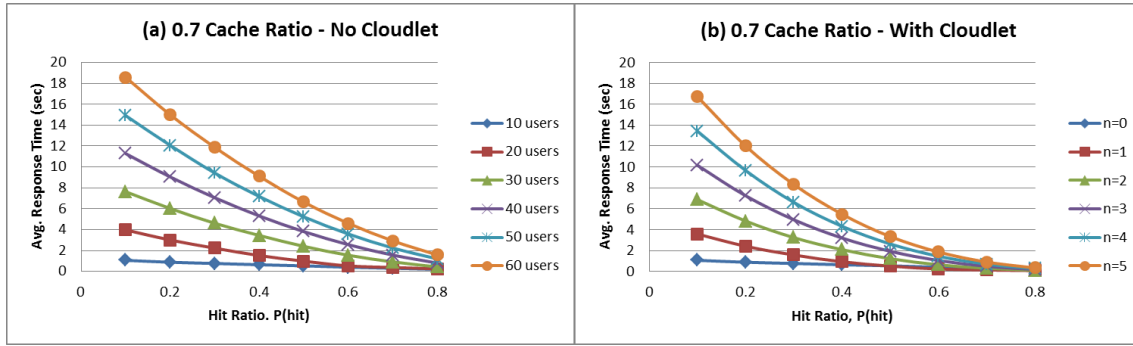 (a) 0.7 Cache Ratio - No Cloudlet
Avg. Response Time (sec)
20
18
16
14
12
10
8
6
4
2
0
0
0.2
0.4
0.6
0.8
Hit Ratio. P(hit)
10 users
20 users
30 users
40 users
50 users
60 users
(b) 0.7 Cache Ratio - With Cloudlet
Avg. Response Time (sec)
20
18
16
14
12
10
8
6
4
2
0
0
0.2
0.4
0.6
0.8
Hit Ratio, P(hit)
n=0
n=1
n=2
n=3
n=4
n=5